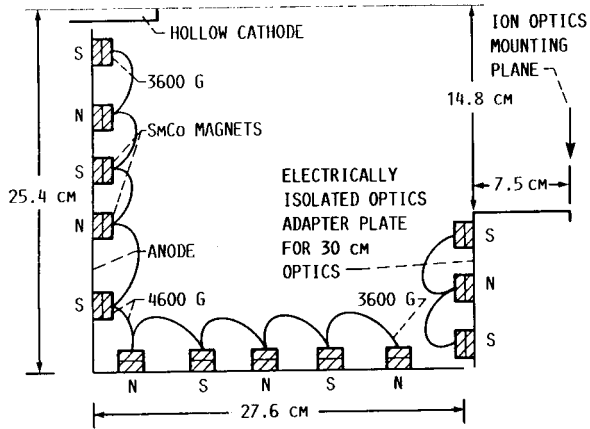 HOLLOW CATHODE
ION OPTICS
MOUNTING
PLANE
S
3600 G
14.8 CM
N
SMCO MAGNETS
S
25.4 CM
N
ELECTRICALLY
ISOLATED OPTICS
ADAPTER PLATE
FOR 30 CM
OPTICS
7.5 CM
S
ANODE
N
S
4600 G
3600 G
S
N
S
N
S
N
27.6 CM